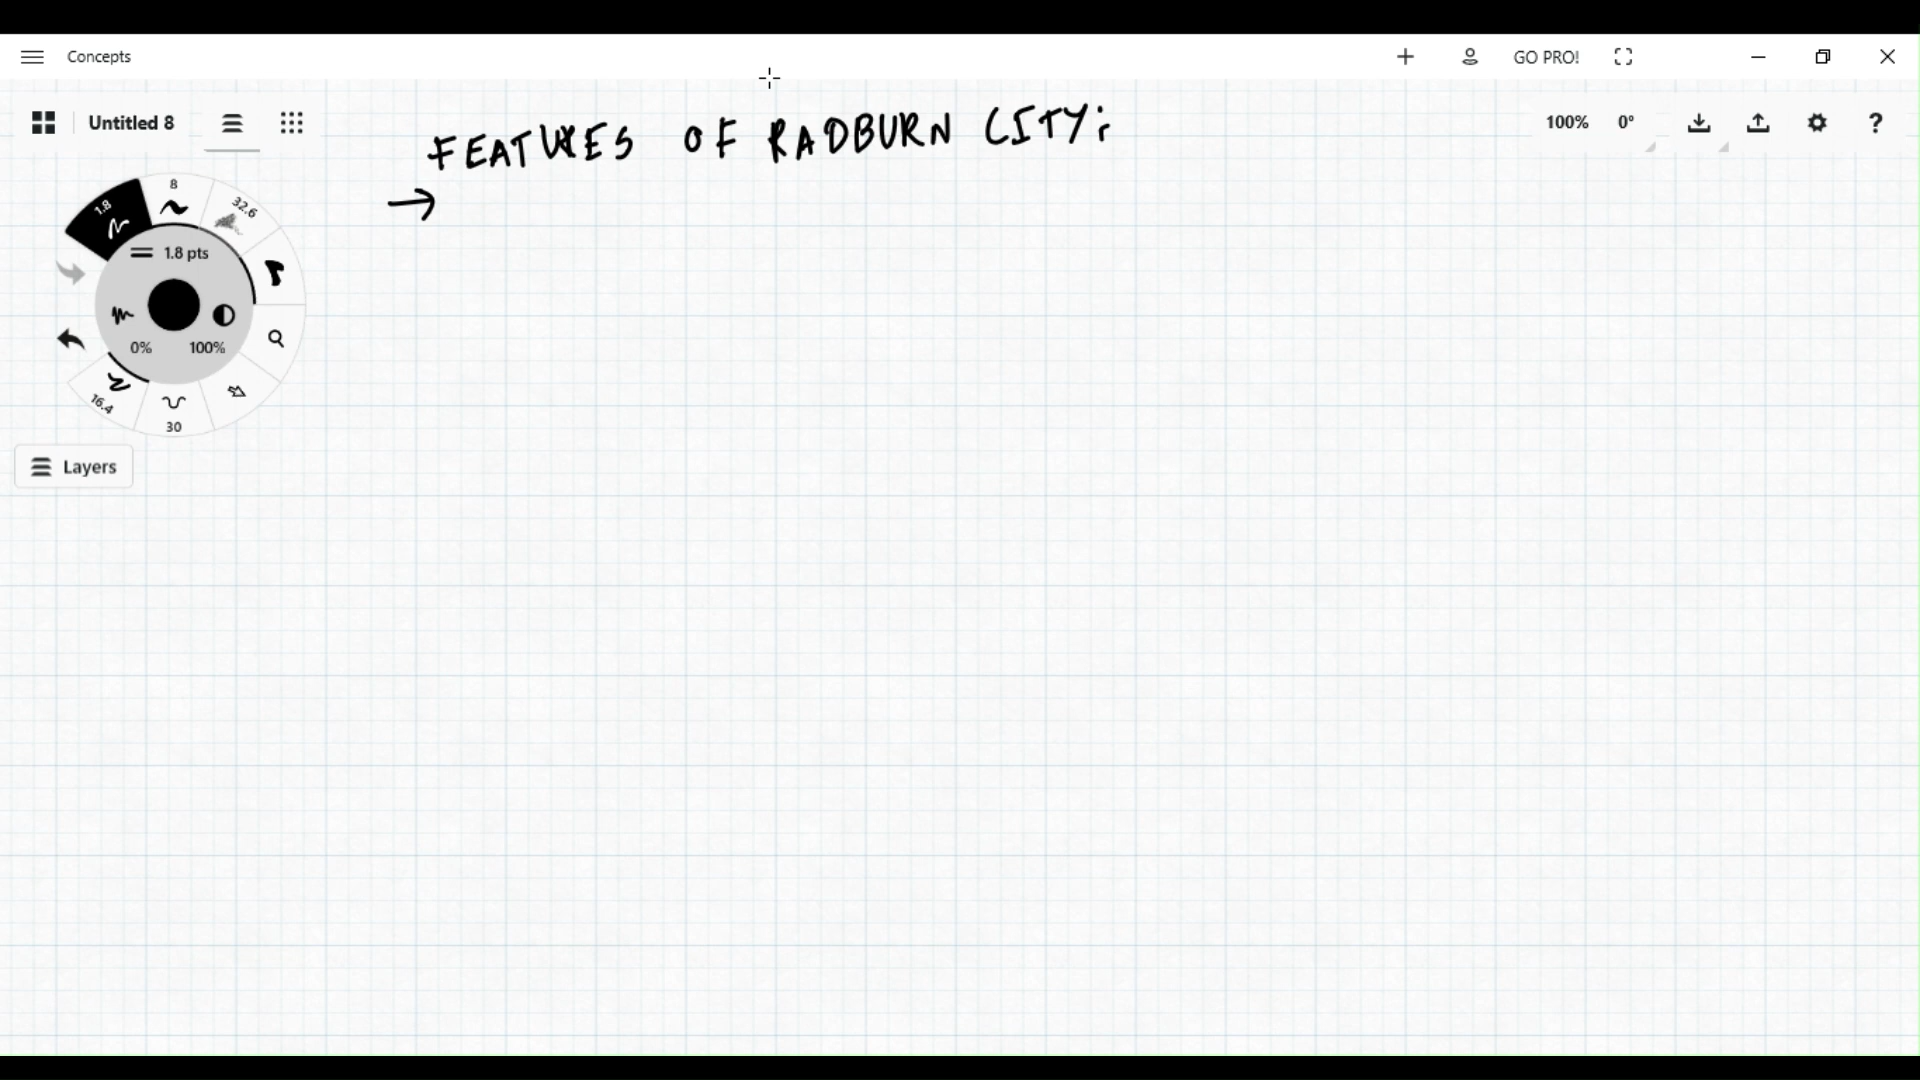 Concepts
GO PRO!
Untitled 8
100% 0°
FEATURES OF RADBURN CITY:
→
8
1.8
32.6
1.8 pts
0% 100%
16.4
30
Layers